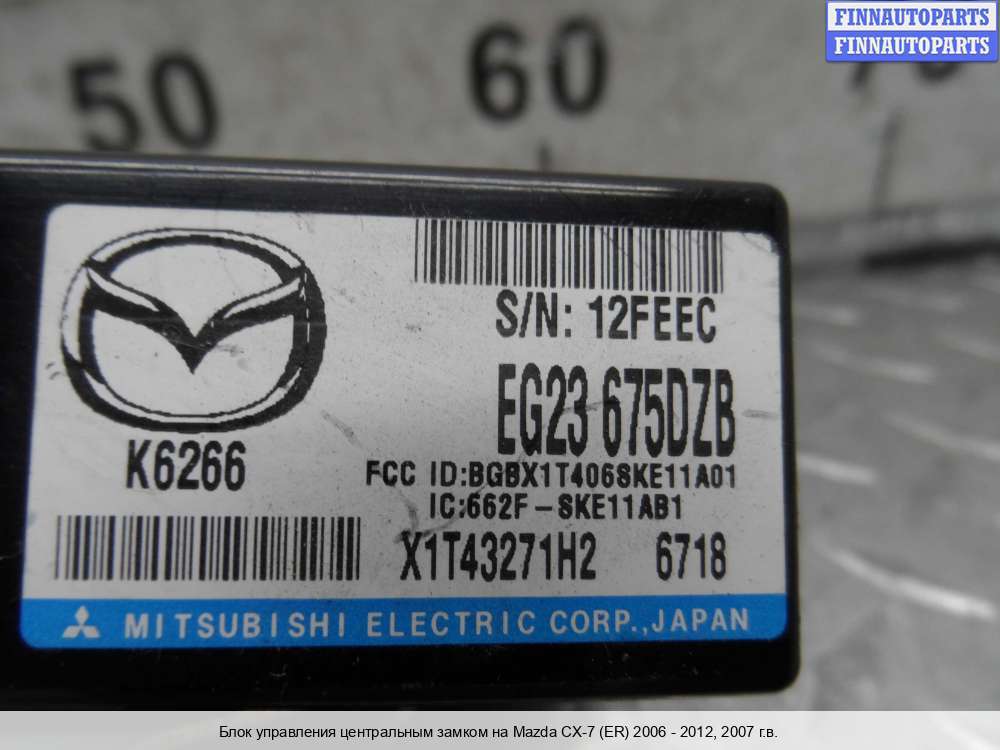 FINNAUTOPARTS
FINNAUTOPARTS
50 60
S/N: 12FEEC
EG23 675DZB
K6266
FCC ID:BGBX1T406SKE11A01
IC:662F-SKE11AB1
X1T43271H2 6718
MITSUBISHI ELECTRIC CORP.,JAPAN
Блок управления центральным замком на Mazda CX-7 (ER) 2006 - 2012, 2007 г.в.